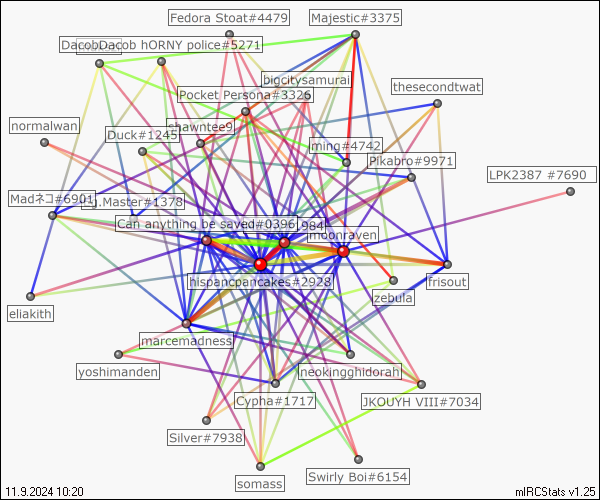 Fedora Stoat#4479
Majestic#3375
Dacob hORNY police#5271
bigcitysamurai
thesecondtwat
Pocket Persona#3326
normalwan
shawntee9
Duck#1245
iming#4742
Pikabro#9971
LPK2387 #7690
Madネコ#6901
.Master#1378
Can anything be saved#0396
984
moonraven
hispancpancakes#2928
frisout
zebula
eliakith
marcemadness
yoshimanden
neokingghidorah
Cypha#1717
JKOUYH VIII#7034
Silver#7938
Swirly Boi#6154
somass
11.9.2024 10:20
mIRCStats v1.25